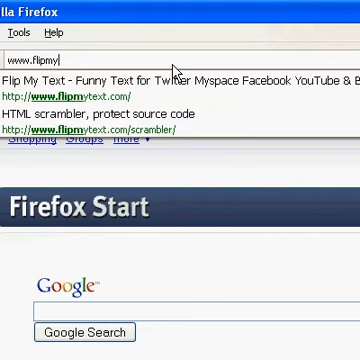 lla Firefox
Tools Help
www.flipmy
Flip My Text - Funny Text for Twitter Myspace Facebook YouTube & B
http://www.flipmytext.com/
HTML scrambler, protect source code
http://www.flipmytext.com/scrambler/
Shopping Groups more
Firefox Start
Google
Google Search